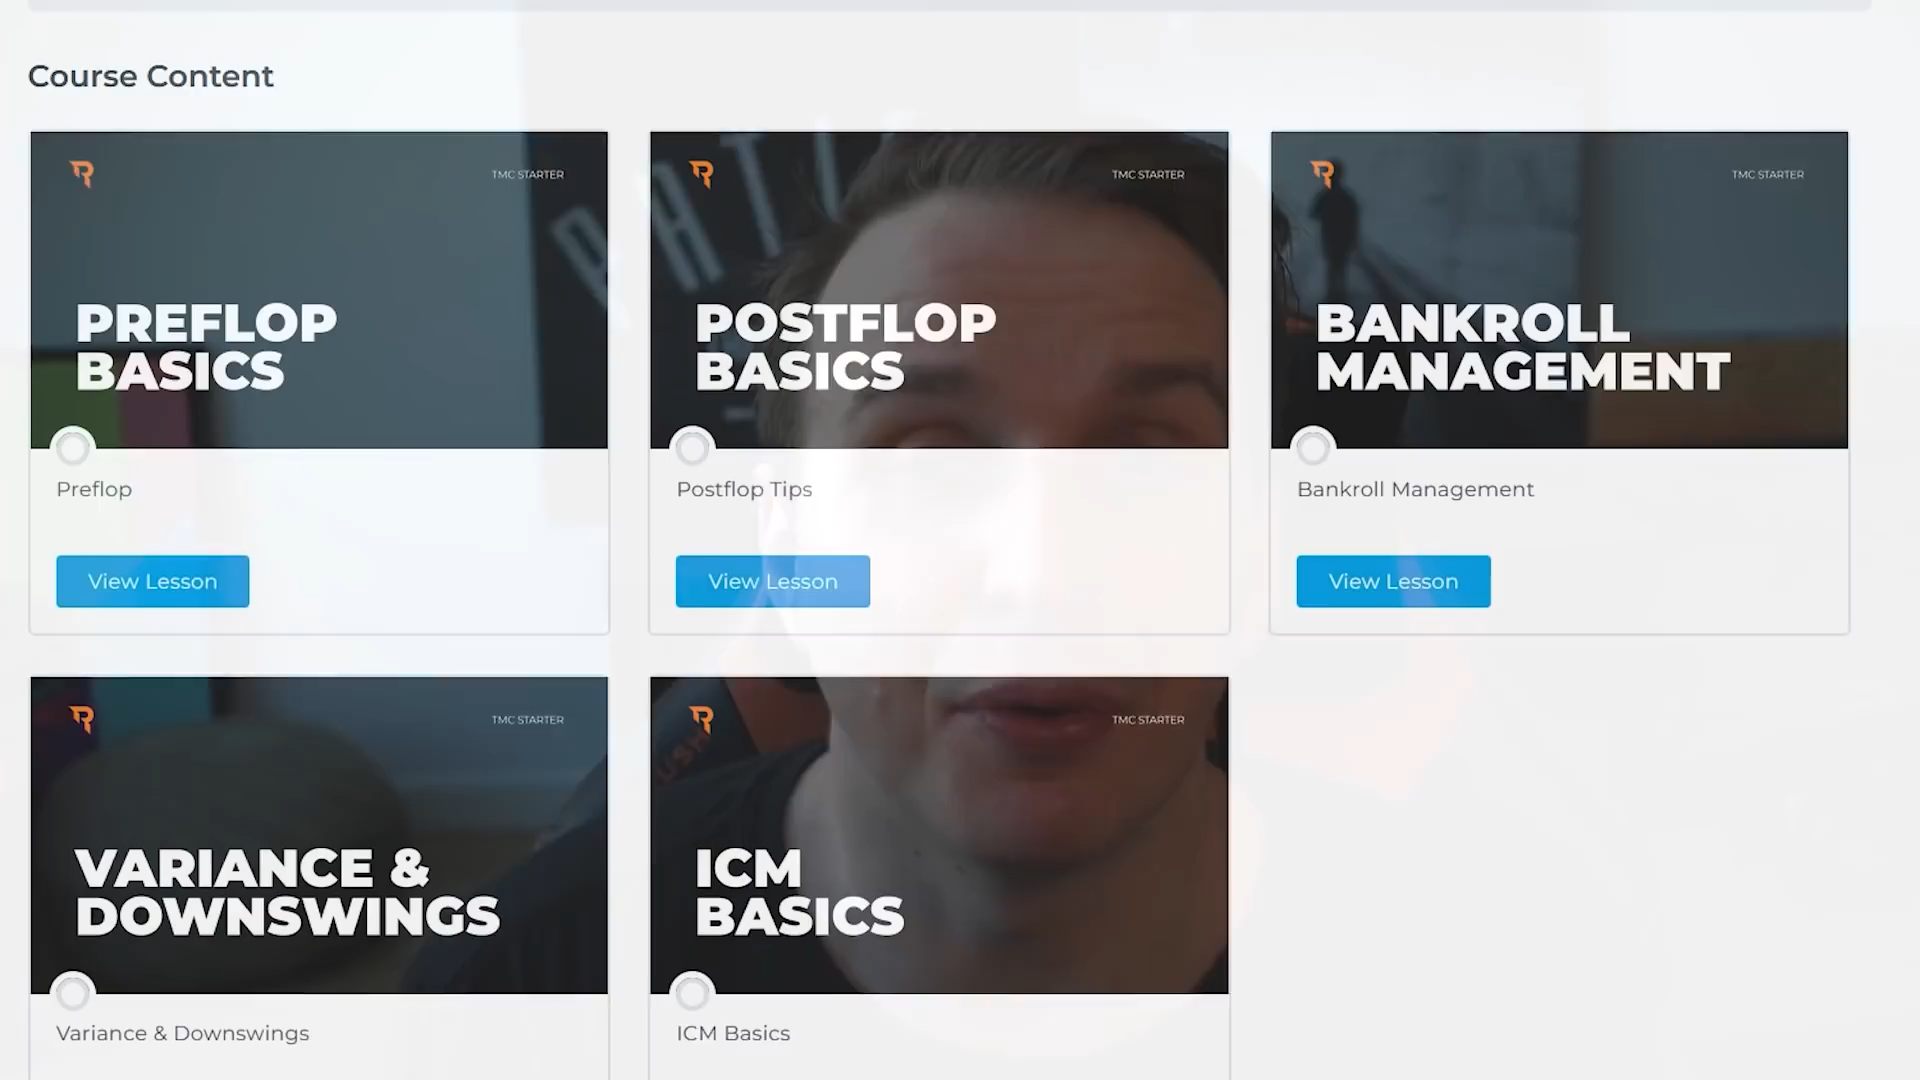 Course Content
TMC STARTER
PREFLOP
BASICS
Preflop
View Lesson
TMC STARTER
POSTFLOP
BASICS
Postflop Tips
View Lesson
TMC STARTER
BANKROLL
MANAGEMENT
Bankroll Management
View Lesson
TMC STARTER
VARIANCE &
DOWNSWINGS
Variance & Downswings
TMC STARTER
ICM
BASICS
ICM Basics